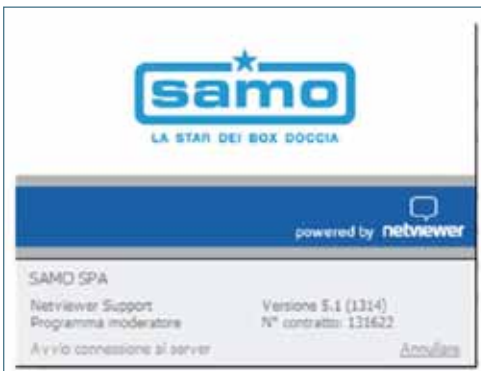 samo
LA STAR DEI BOX DOCCIA
powered by netviewer
SAMO SPA
Netviewer Support
Versione 5.1 (1314)
Programma moderatore
N° contratto: 131622
Avvio connessione al server
Annullare